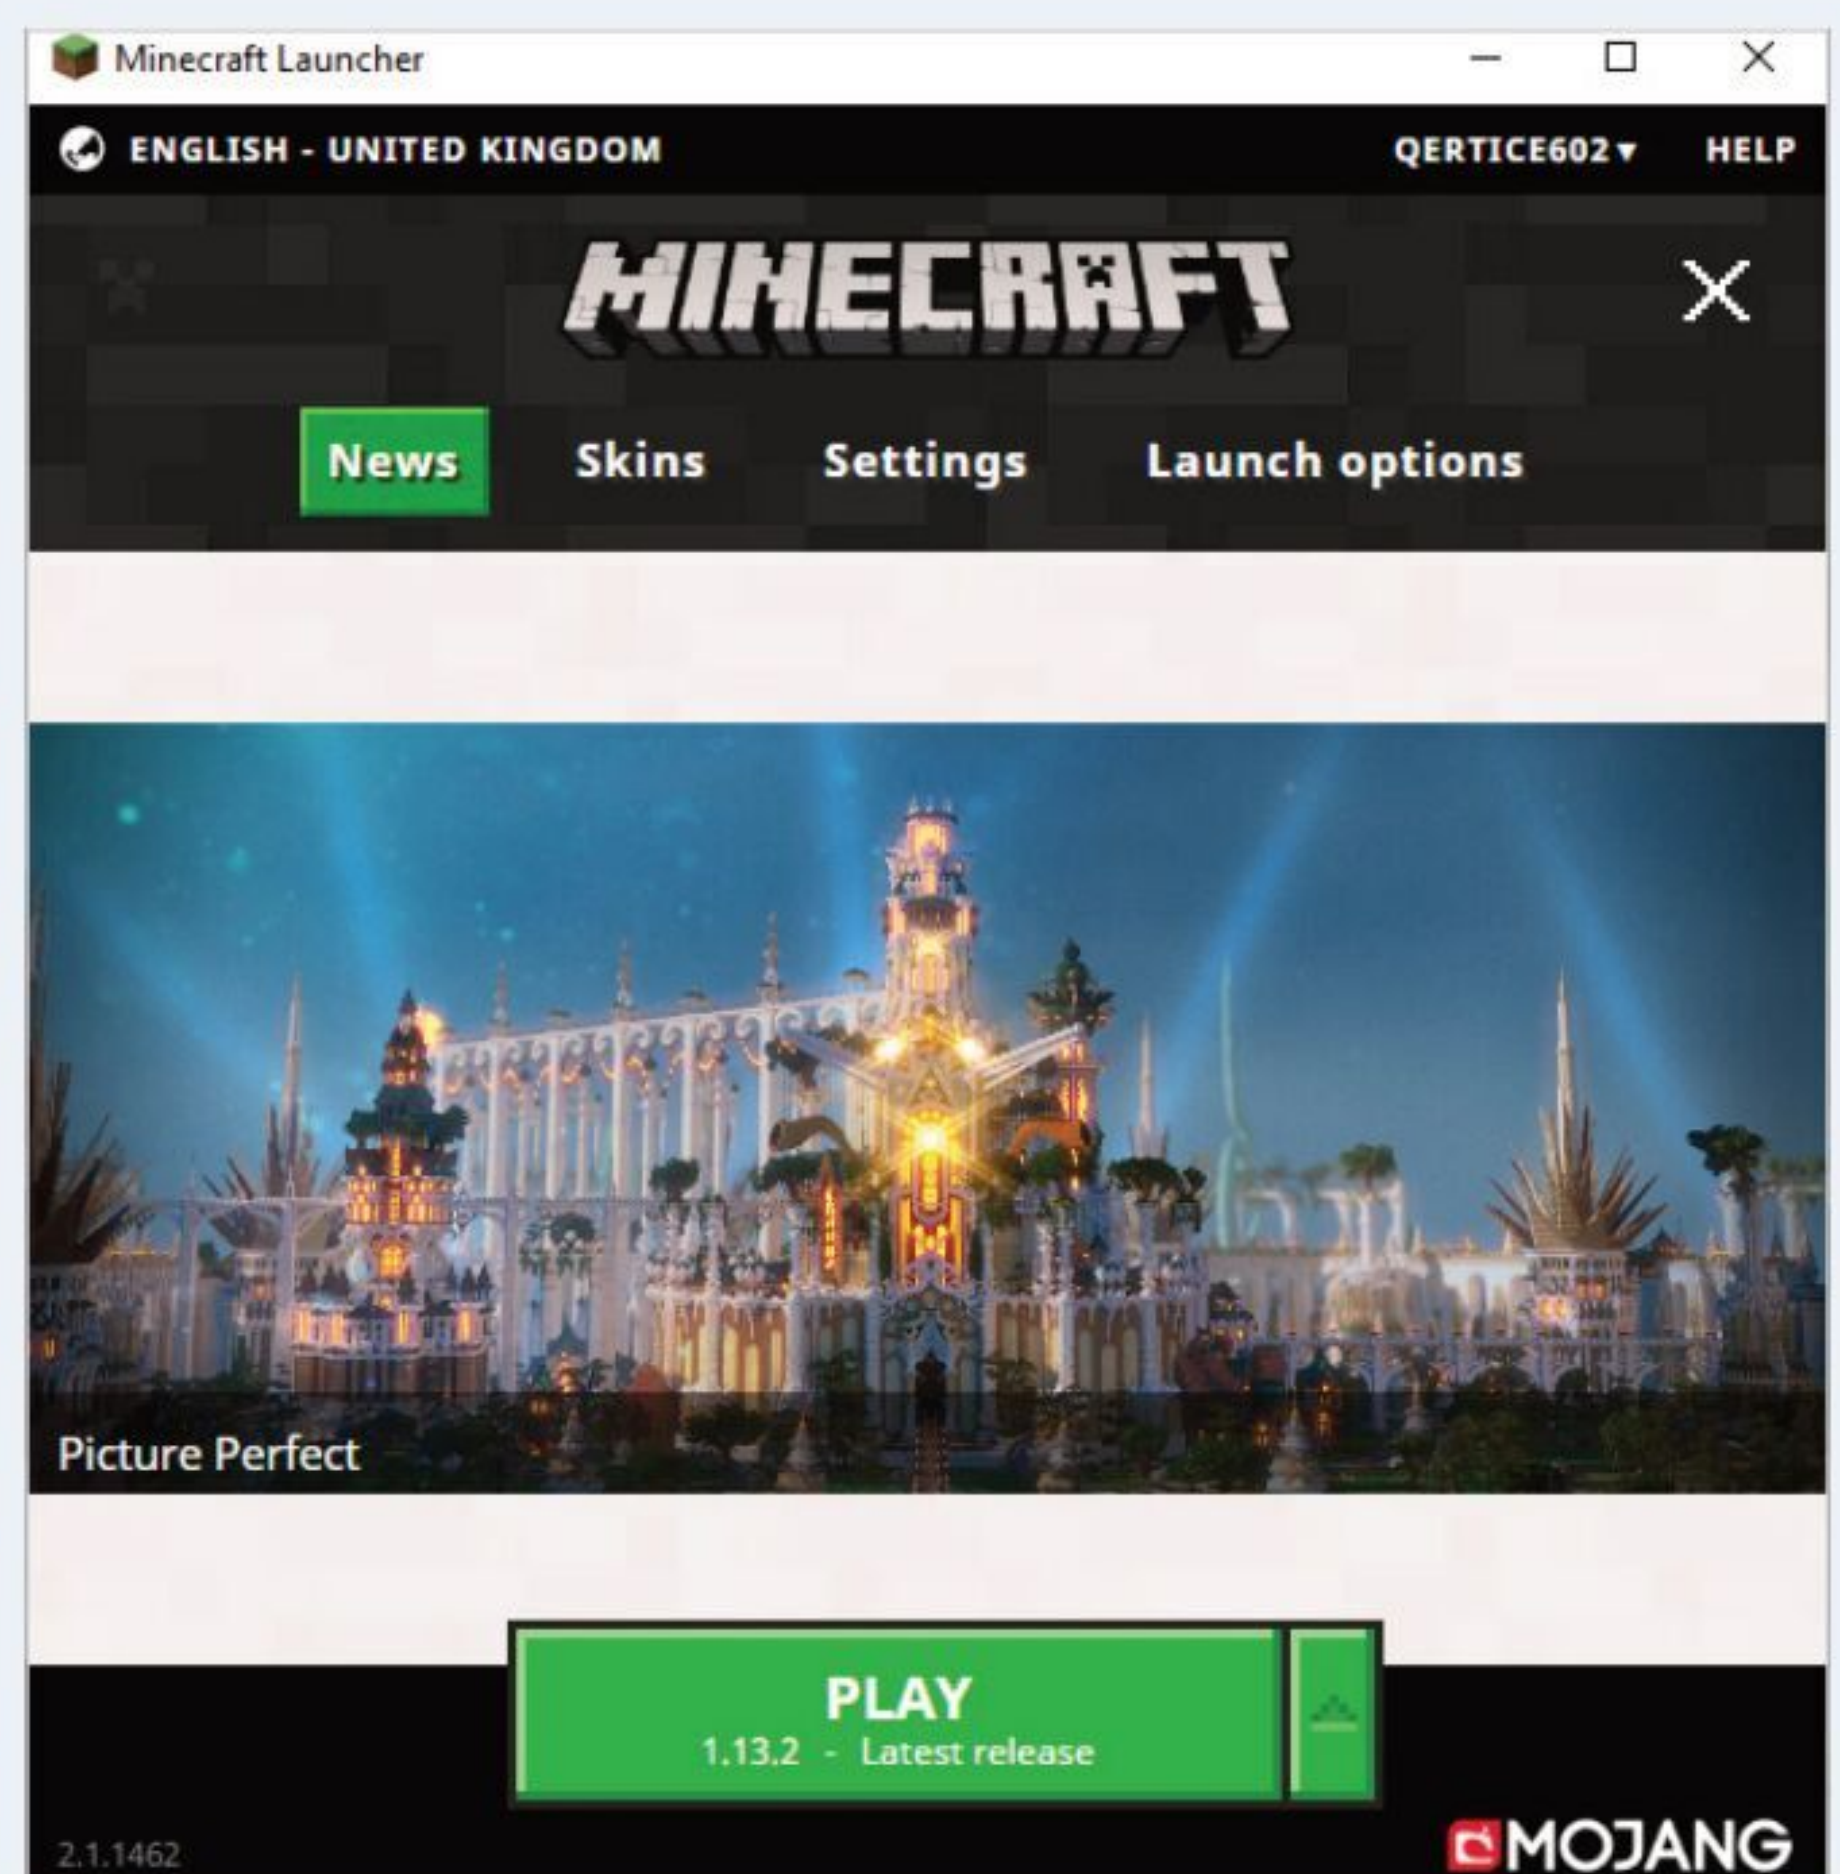 Minecraft Launcher
ENGLISH - UNITED KINGDOM QERTICE602 HELP
MINECRAFT
News Skins Settings Launch options
Picture Perfect
PLAY
1.13.2 - Latest release
2.1.1462
MOJANG